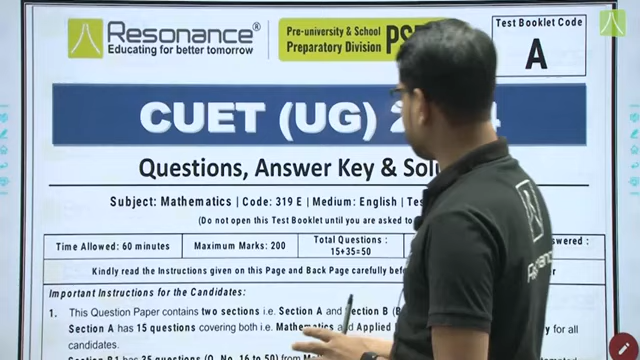 Resonance®
Educating for better tomorrow
Pre-university & School
Preparatory Division
Test Booklet Code
A
CUET (UG)
Questions, Answer Key &
Subject: Mathematics | Code: 319 E | Medium: English |
(Do not open this Test Booklet until you are asked to
Time Allowed: 60 minutes
Maximum Marks: 200
Total Questions :
15+35=50
Kindly read the Instructions given on this Page and Back Page carefully
Important Instructions for the Candidates:
1. This Question Paper contains two sections i.e. Section A and Section B
Section A has 15 questions covering both i.e. Mathematics and Applied for all
candidates.
35 questions (Q. No. 16 to 50) from
Resonance